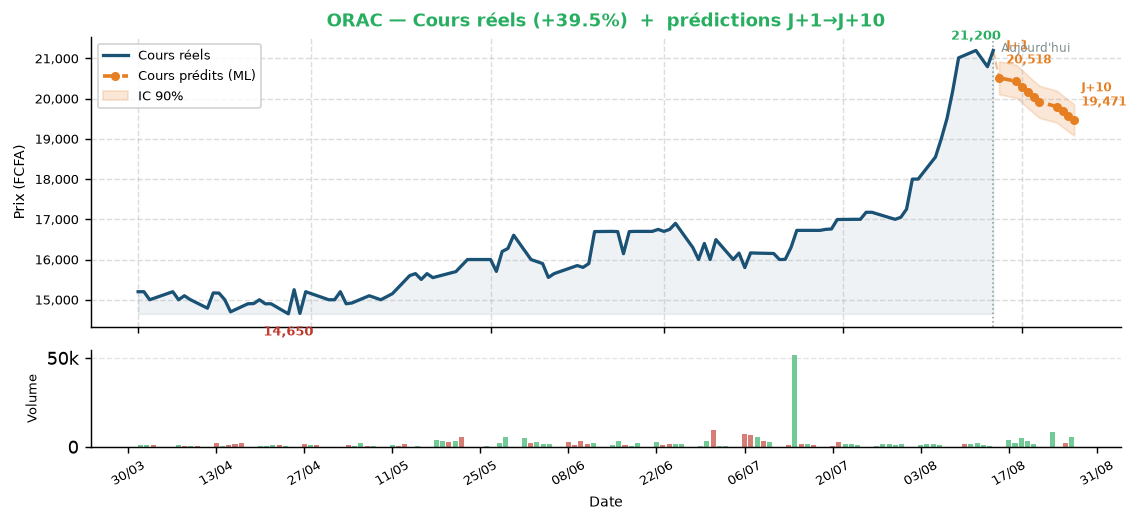 ORAC — Cours réels (+39.5%) + prédictions J+1→J+10
Cours réels
Cours prédits (ML)
IC 90%
21,200
Aujourd'hui
J+1
20,518
J+10
19,471
14,650
Prix (FCFA)
21,000
20,000
19,000
18,000
17,000
16,000
15,000
Volume
50k
0
30/03
13/04
27/04
11/05
25/05
08/06
22/06
06/07
20/07
03/08
17/08
31/08
Date